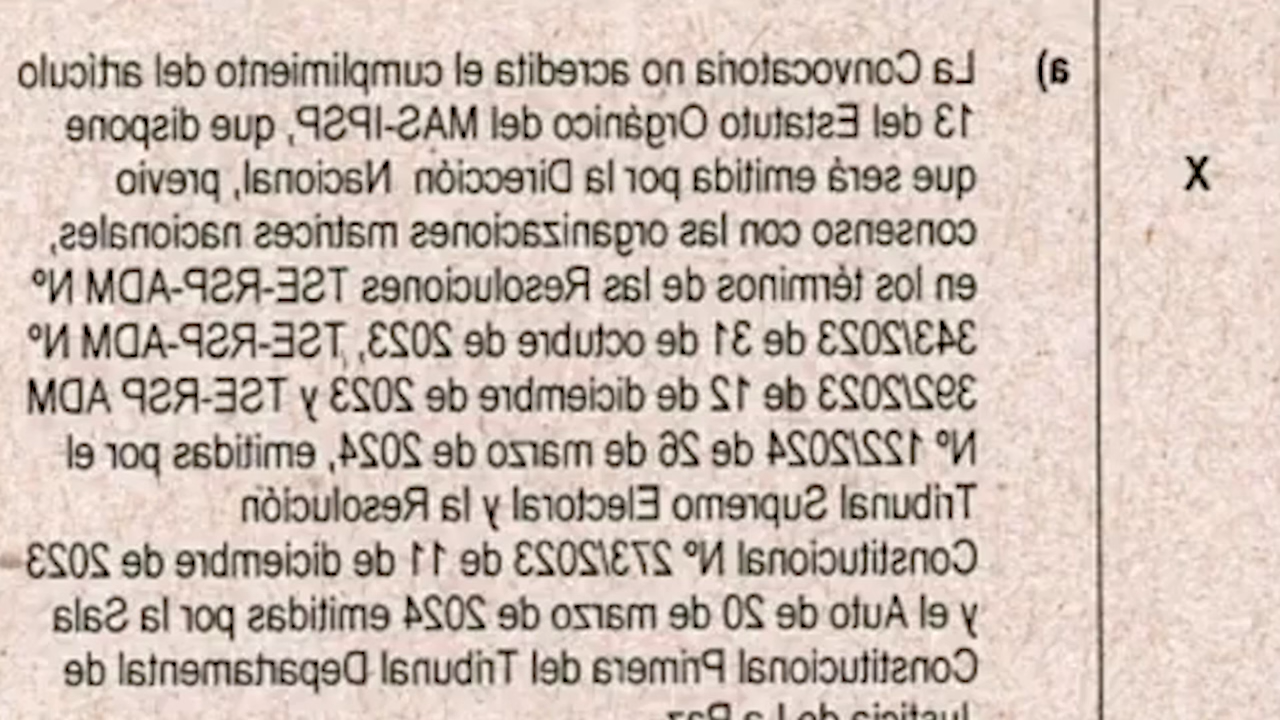 X
a) La Convocatoria no acredita el cumplimiento del artículo
13 del Estatuto Orgánico del MAS-IPSP, que dispone
que será emitida por la Dirección Nacional, previo
consenso con las organizaciones matrices nacionales,
en los términos de las Resoluciones TSE-RSP-ADM Nº
343/2023 de 31 de octubre de 2023, TSE-RSP-ADM Nº
392/2023 de 12 de diciembre de 2023 y TSE-RSP ADM
Nº 122/2024 de 26 de marzo de 2024, emitidas por el
Tribunal Supremo Electoral y la Resolución
Constitucional Nº 273/2023 de 11 de diciembre de 2023
y el Auto de 20 de marzo de 2024 emitidas por la Sala
Constitucional Primera del Tribunal Departamental de
Justicia de La Paz.